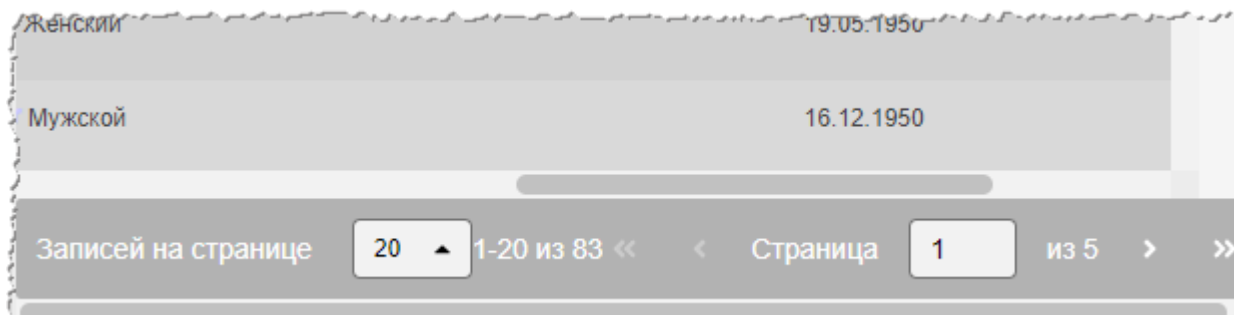 Женский 19.05.1950
Мужской 16.12.1950
Записей на странице 20 1-20 из 83 « ‹ Страница 1 из 5 › »